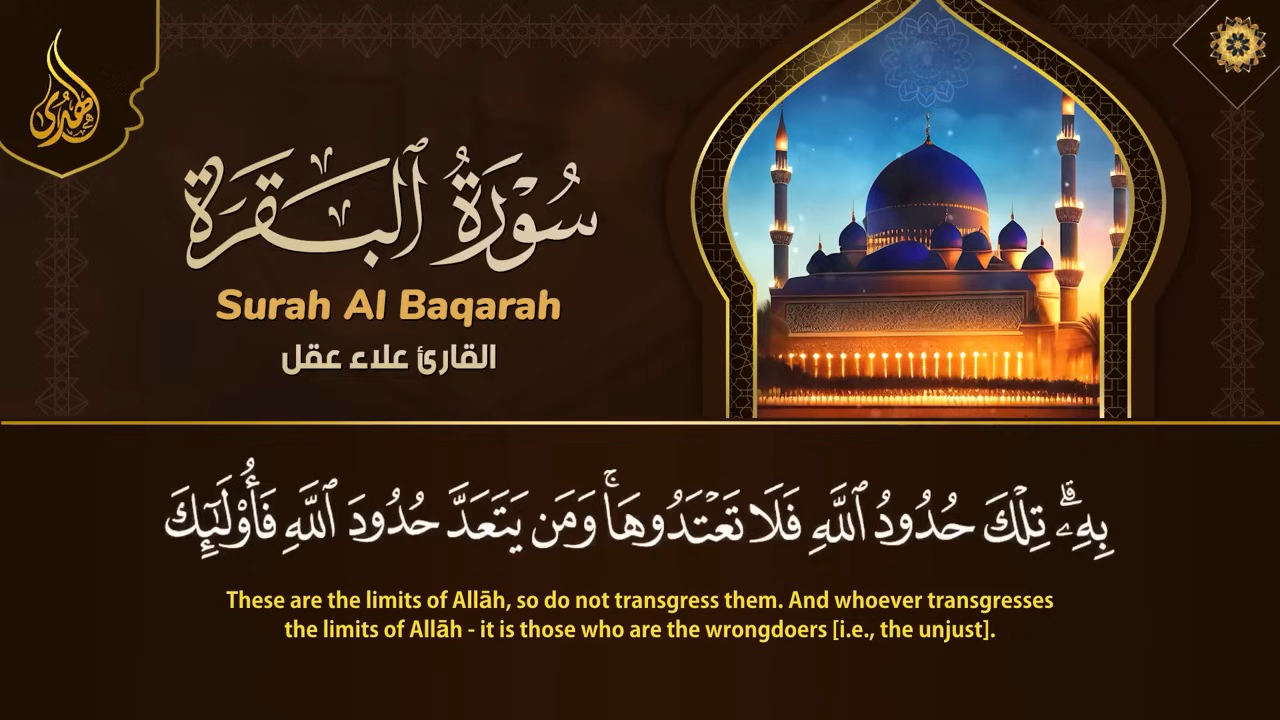 الهدى
سُورَةُ ٱلْبَقَرَة
Surah Al Baqarah
القارئ علاء عقل
بِهِۦۗ تِلْكَ حُدُودُ ٱللَّهِ فَلَا تَعْتَدُوهَاۚ وَمَن يَتَعَدَّ حُدُودَ ٱللَّهِ فَأُو۟لَـٰٓئِكَ
These are the limits of Allāh, so do not transgress them. And whoever transgresses
the limits of Allāh - it is those who are the wrongdoers [i.e., the unjust].